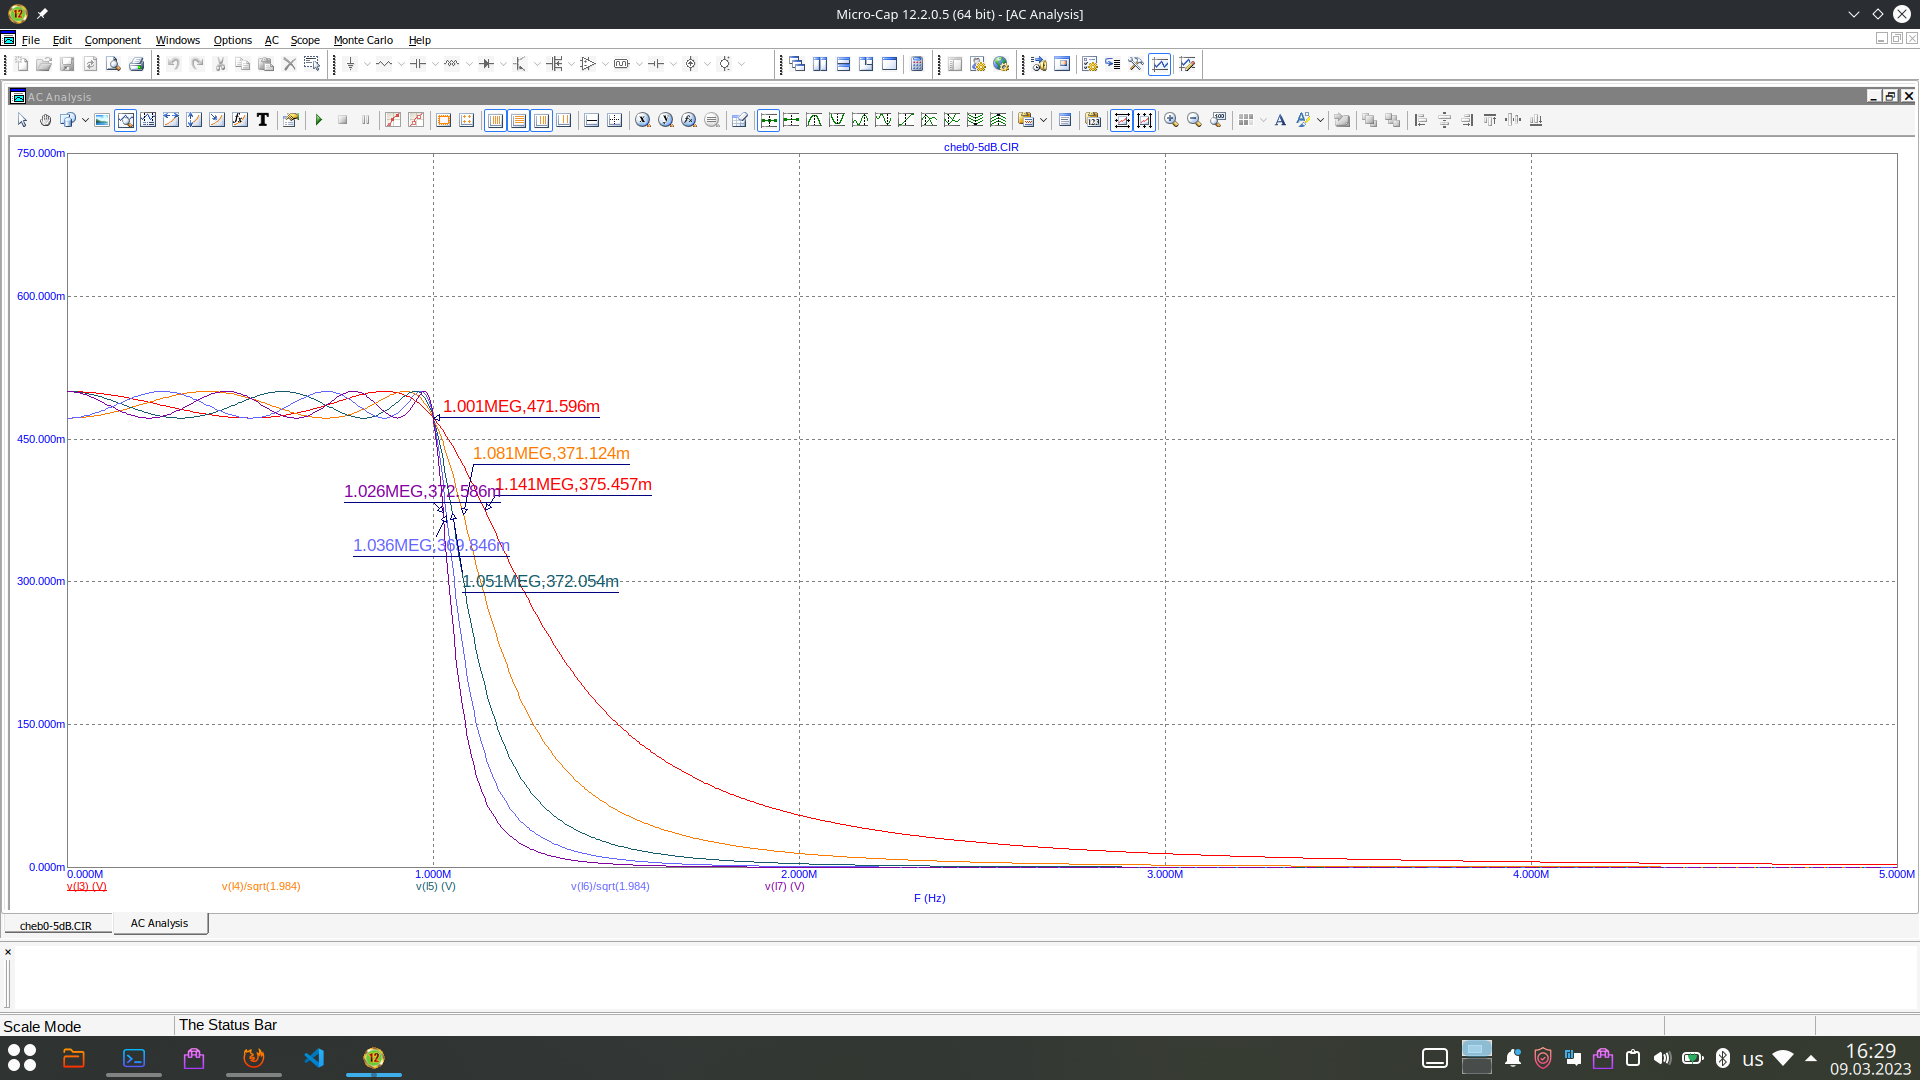 Micro-Cap 12.2.0.5 (64 bit) - [AC Analysis]
File Edit Component Windows Options AC Scope Monte Carlo Help
AC Analysis
cheb0-5dB.CIR
750.000m
600.000m
450.000m
300.000m
150.000m
0.000m
1.001MEG,471.596m
1.081MEG,371.124m
1.141MEG,375.457m
1.026MEG,372.586m
1.036MEG,369.846m
1.051MEG,372.054m
0.000M 1.000M 2.000M 3.000M 4.000M 5.000M
v(l3) (V) v(l4)/sqrt(1.984) v(l5) (V) v(l6)/sqrt(1.984) v(l7) (V)
F (Hz)
cheb0-5dB.CIR AC Analysis
Scale Mode The Status Bar
us
16:29
09.03.2023